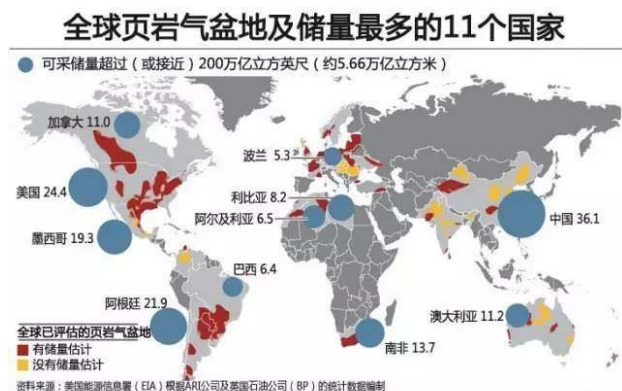 全球页岩气盆地及储量最多的11个国家
可采储量超过（或接近）200万亿立方英尺（约5.66万亿立方米）
加拿大 11.0
波兰 5.3
美国 24.4
利比亚 8.2
阿尔及利亚 6.5
中国 36.1
墨西哥 19.3
巴西 6.4
阿根廷 21.9
澳大利亚 11.2
南非 13.7
全球已评估的页岩气盆地
有储量估计
没有储量估计
资料来源：美国能源信息署（EIA）根据ARI公司及英国石油公司（BP）的统计数据编制